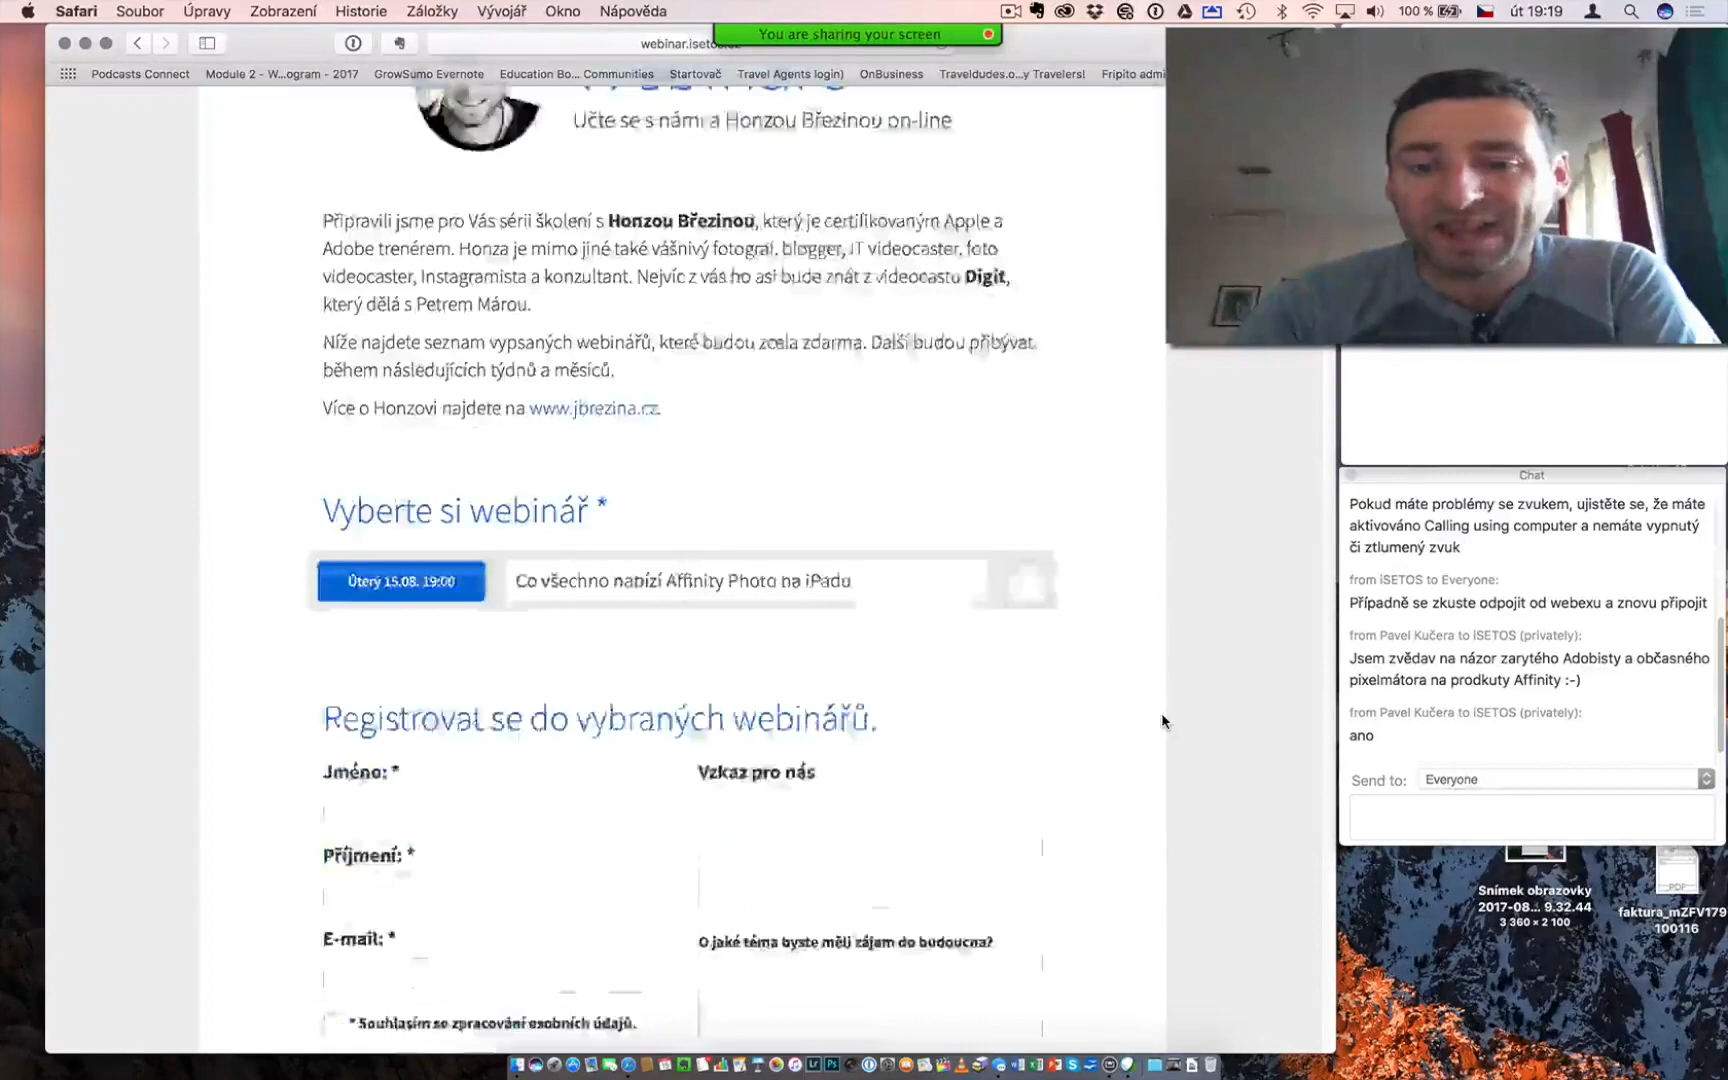 Safari Soubor Úpravy Zobrazení Historie Záložky Vývojář Okno Nápověda
100 % út 19:19
You are sharing your screen
webinar.iseto
Podcasts Connect Module 2 - W...ogram - 2017 GrowSumo Evernote Education Bo... Communities Startovač Travel Agents login) OnBusiness Traveldudes.o...y Travelers! Fripito admi
Učte se s námi a Honzou Březinou on-line
Připravili jsme pro Vás sérii školení s Honzou Březinou, který je certifikovaným Apple a
Adobe trenérem. Honza je mimo jiné také vášnivý fotograf, blogger, IT videocaster, foto
videocaster, Instagramista a konzultant. Nejvíc z vás ho asi bude znát z videocastu Digit,
který dělá s Petrem Márou.
Níže najdete seznam vypsaných webinářů, které budou zcela zdarma. Další budou přibývat
během následujících týdnů a měsíců.
Více o Honzovi najdete na www.jbrezina.cz.
Vyberte si webinář *
Úterý 15.08. 19:00 Co všechno nabízí Affinity Photo na iPadu
Registrovat se do vybraných webinářů.
Jméno: * Vzkaz pro nás
Příjmení: *
E-mail: * O jaké téma byste měli zájem do budoucna?
* Souhlasím se zpracování osobních údajů.
Chat
Pokud máte problémy se zvukem, ujistěte se, že máte
aktivováno Calling using computer a nemáte vypnutý
či ztlumený zvuk
from iSETOS to Everyone:
Případně se zkuste odpojit od webexu a znovu připojit
from Pavel Kučera to iSETOS (privately):
Jsem zvědav na názor zarytého Adobisty a občasného
pixelmátora na prodkuty Affinity :-)
from Pavel Kučera to iSETOS (privately):
ano
Send to: Everyone
PDF
Snímek obrazovky
2017-08... 9.32.44
3 360 × 2 100
faktura_mZFV179
100116